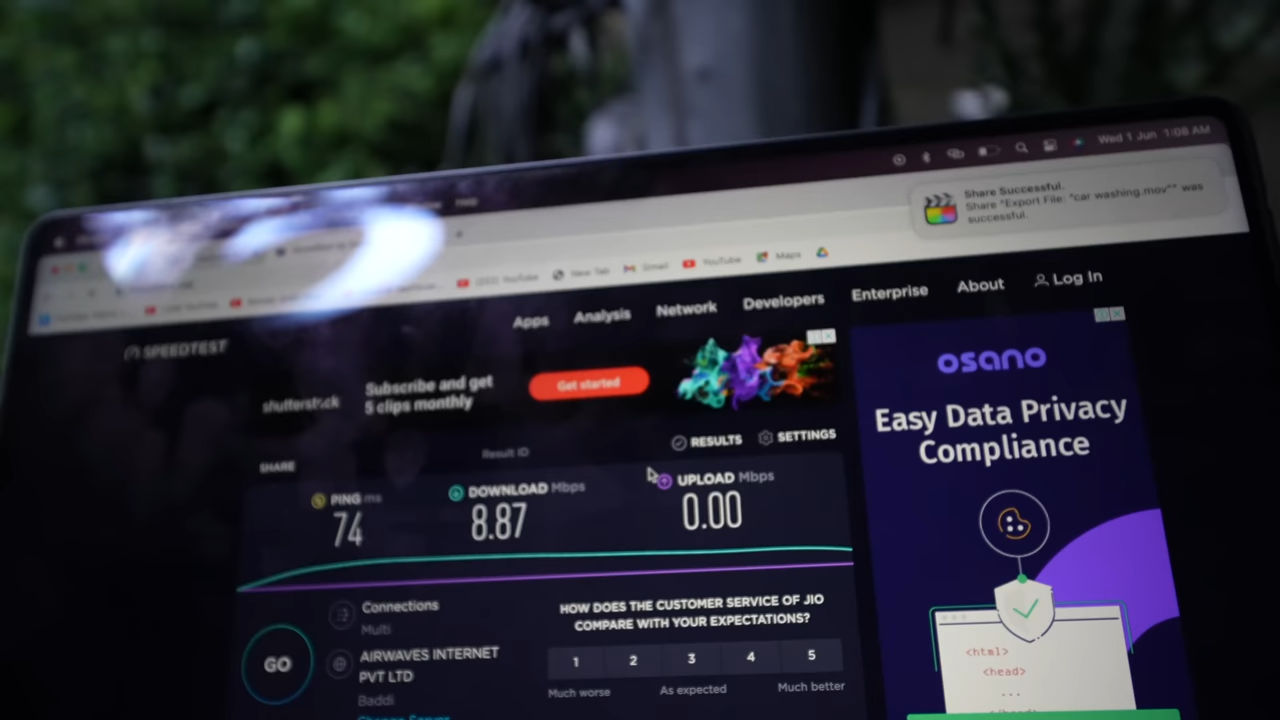 Help
Wed 1 Jun 1:08 AM
Share Successful.
Share "Export File: "car washing.mov"" was
successful.
YouTube
New Tab
Gmail
YouTube
Maps
Apps
Analysis
Network
Developers
Enterprise
About
Log In
SPEEDTEST
shutterstock
Subscribe and get
5 clips monthly
Get started
osano
Easy Data Privacy
Compliance
RESULTS
SETTINGS
SHARE
Result ID
PING ms
DOWNLOAD Mbps
UPLOAD Mbps
74
8.87
0.00
Connections
Multi
HOW DOES THE CUSTOMER SERVICE OF JIO
COMPARE WITH YOUR EXPECTATIONS?
GO
AIRWAVES INTERNET
PVT LTD
Baddi
Change Server
1 2 3 4 5
Much worse
As expected
Much better
<html>
<head>
...